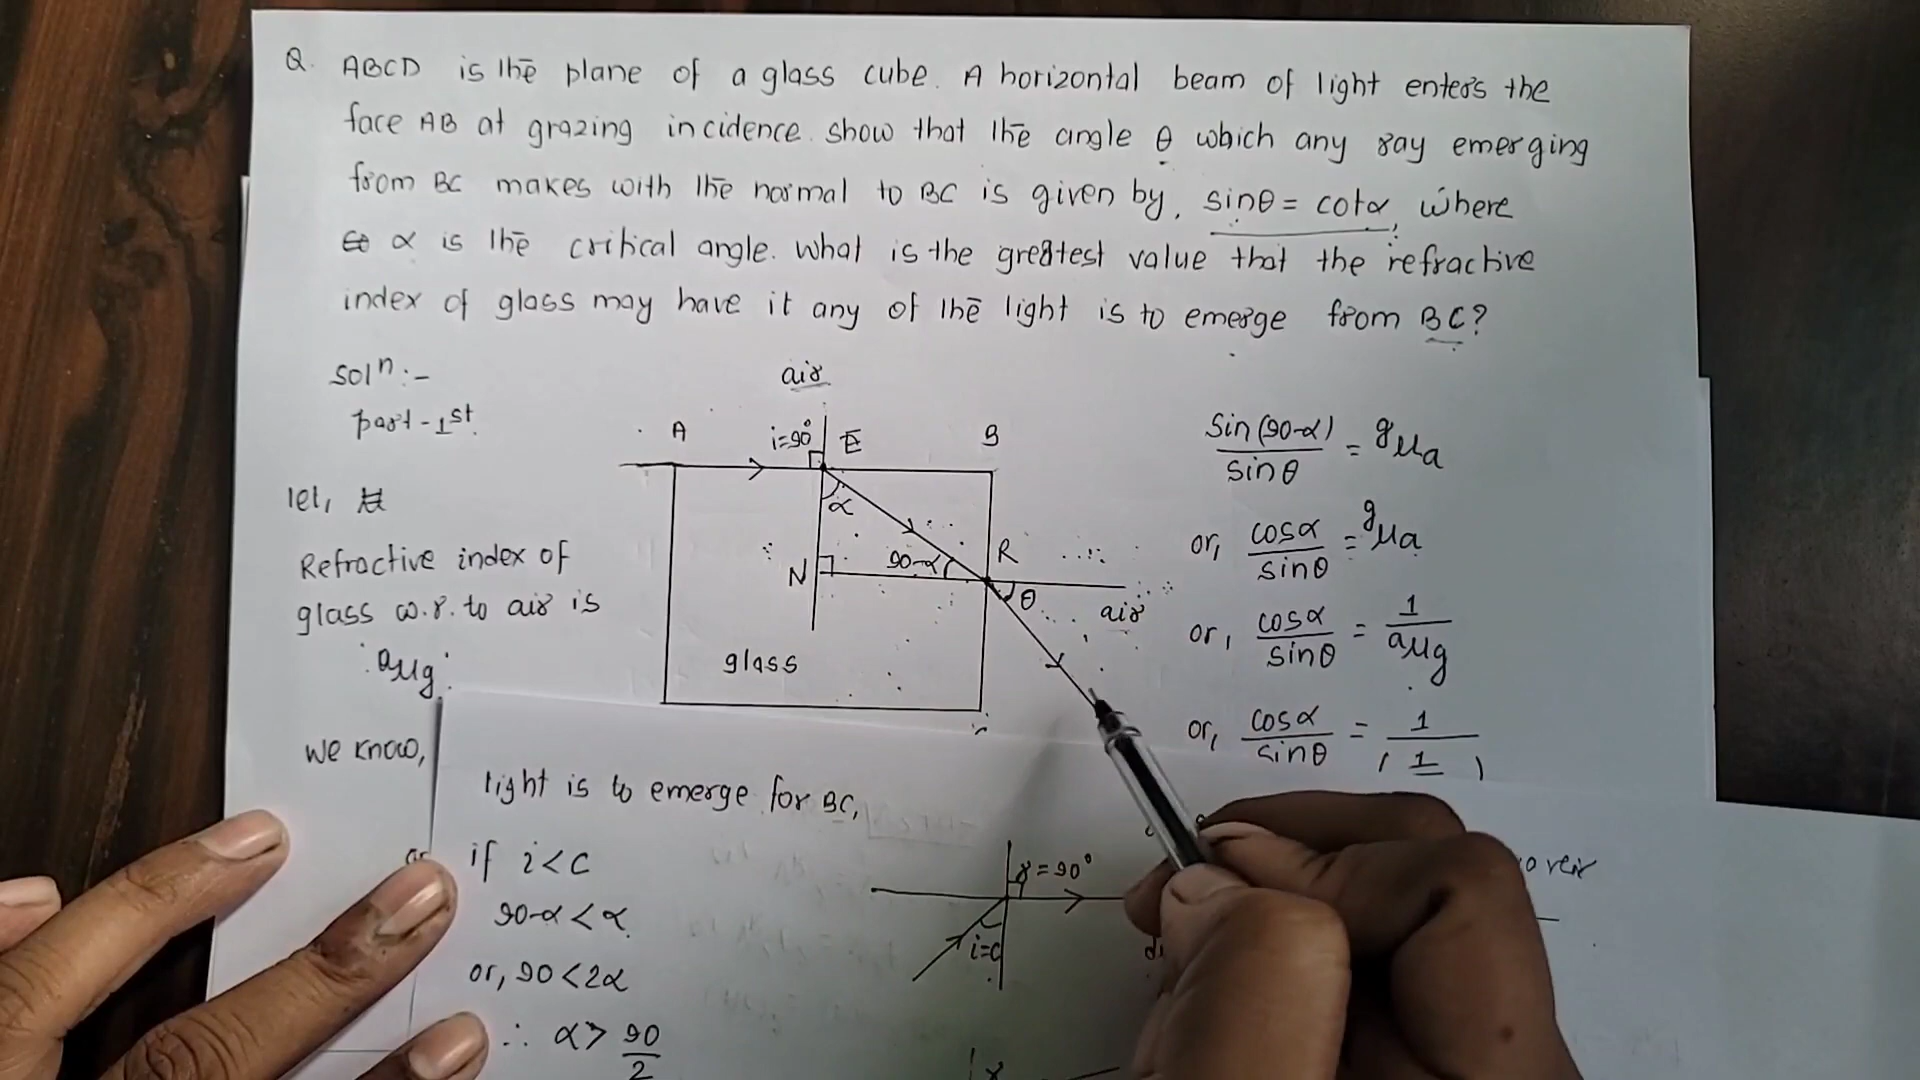 Q. ABCD is the plane of a glass cube. A horizontal beam of light enters the
face AB at grazing incidence. show that the angle θ which any ray emerging
from BC makes with the normal to BC is given by, sinθ = cotα, where
α is the critical angle. What is the greatest value that the refractive
index of glass may have it any of the light is to emerge from BC?
Solⁿ :-
part - 1st.
let,
Refractive index of
glass w.r. to air is
aμg
we know,
air
A
i=90°
E
B
α
N
90-α
R
θ
air
glass
sin(90-α)/sinθ = gμa
or, cosα/sinθ = gμa
or, cosα/sinθ = 1/aμg
or, cosα/sinθ = 1/(1)
light is to emerge for BC,
if i < C
90-α < α
or, 90 < 2α
∴ α > 90/2
r = 90°
i=c